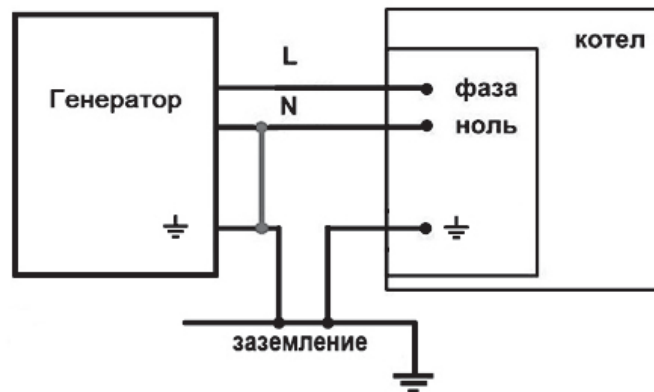 котел
L
Генератор
фаза
N
ноль
заземление